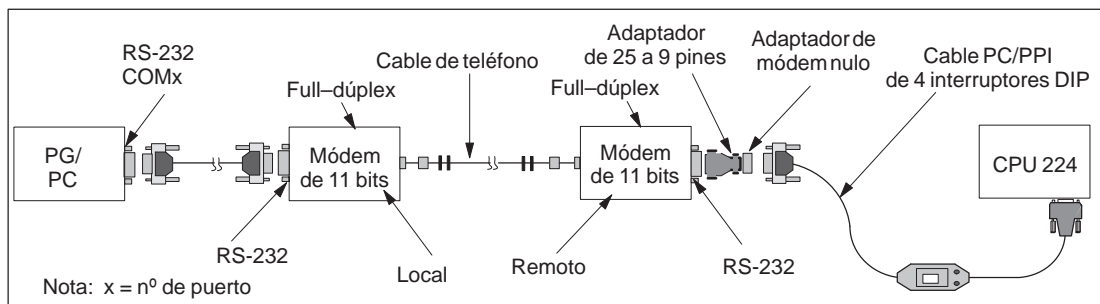 RS-232
COMx
Full–dúplex
Cable de teléfono
Full–dúplex
Adaptador
de 25 a 9 pines
Adaptador de
módem nulo
Cable PC/PPI
de 4 interruptores DIP
PG/
PC
Módem
de 11 bits
Módem
de 11 bits
CPU 224
RS-232
Local
Remoto
RS-232
Nota: x = nº de puerto